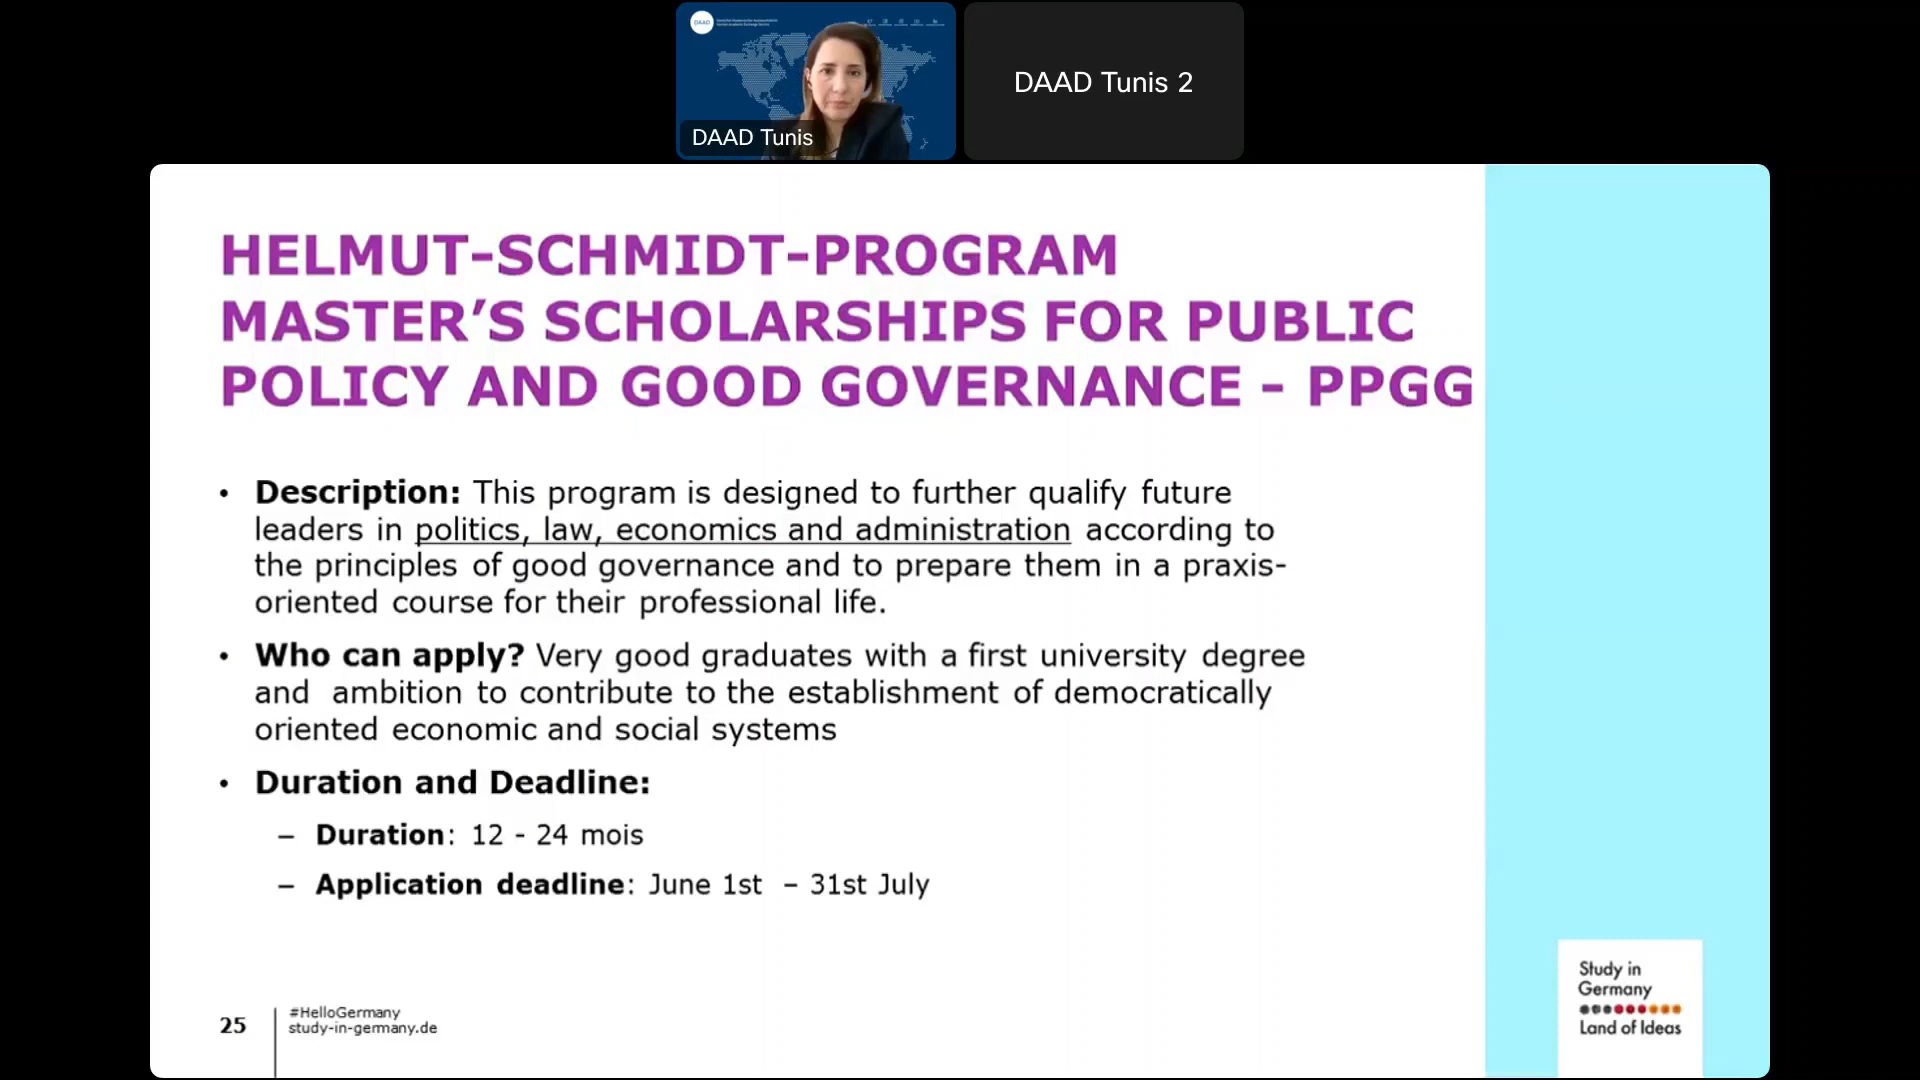 DAAD
DAAD Tunis
DAAD Tunis 2
HELMUT-SCHMIDT-PROGRAM
MASTER’S SCHOLARSHIPS FOR PUBLIC
POLICY AND GOOD GOVERNANCE - PPGG
• Description: This program is designed to further qualify future
leaders in politics, law, economics and administration according to
the principles of good governance and to prepare them in a praxis-
oriented course for their professional life.
• Who can apply? Very good graduates with a first university degree
and ambition to contribute to the establishment of democratically
oriented economic and social systems
• Duration and Deadline:
– Duration: 12 - 24 mois
– Application deadline: June 1st – 31st July
25
#HelloGermany
study-in-germany.de
Study in
Germany
Land of Ideas